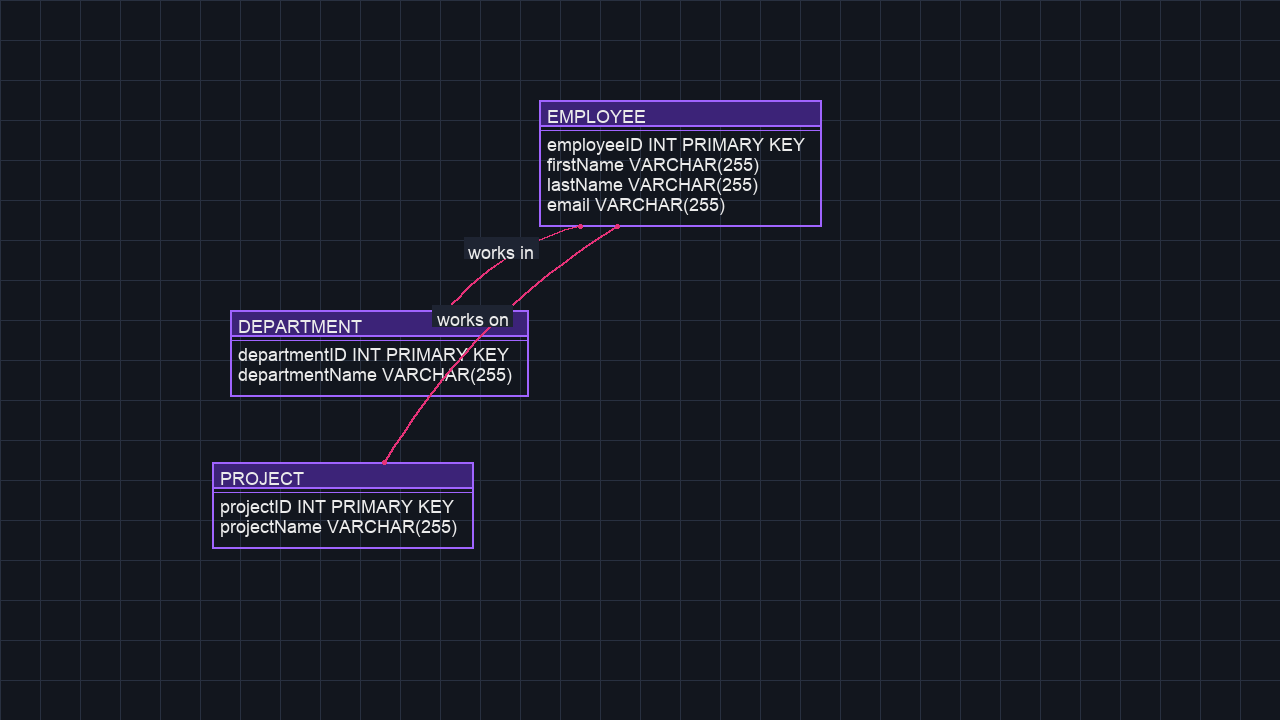 EMPLOYEE
employeeID INT PRIMARY KEY
firstName VARCHAR(255)
lastName VARCHAR(255)
email VARCHAR(255)
works in
works on
DEPARTMENT
departmentID INT PRIMARY KEY
departmentName VARCHAR(255)
PROJECT
projectID INT PRIMARY KEY
projectName VARCHAR(255)